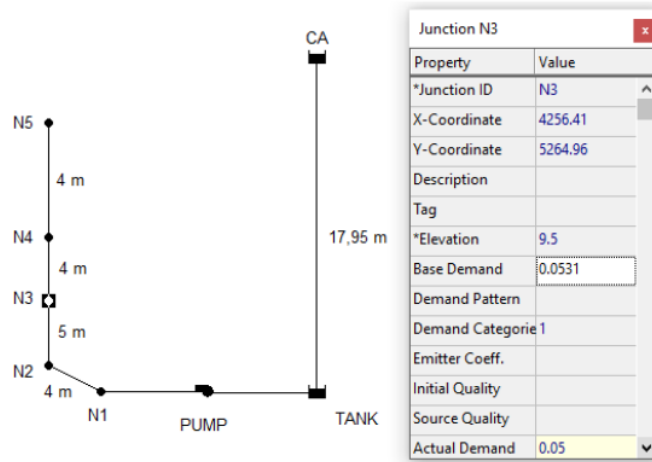 CA
N5
4 m
N4
17,95 m
4 m
N3
5 m
N2
4 m
N1
PUMP
TANK
Junction N3
x
Property Value
*Junction ID N3
X-Coordinate 4256.41
Y-Coordinate 5264.96
Description
Tag
*Elevation 9.5
Base Demand 0.0531
Demand Pattern
Demand Categorie 1
Emitter Coeff.
Initial Quality
Source Quality
Actual Demand 0.05